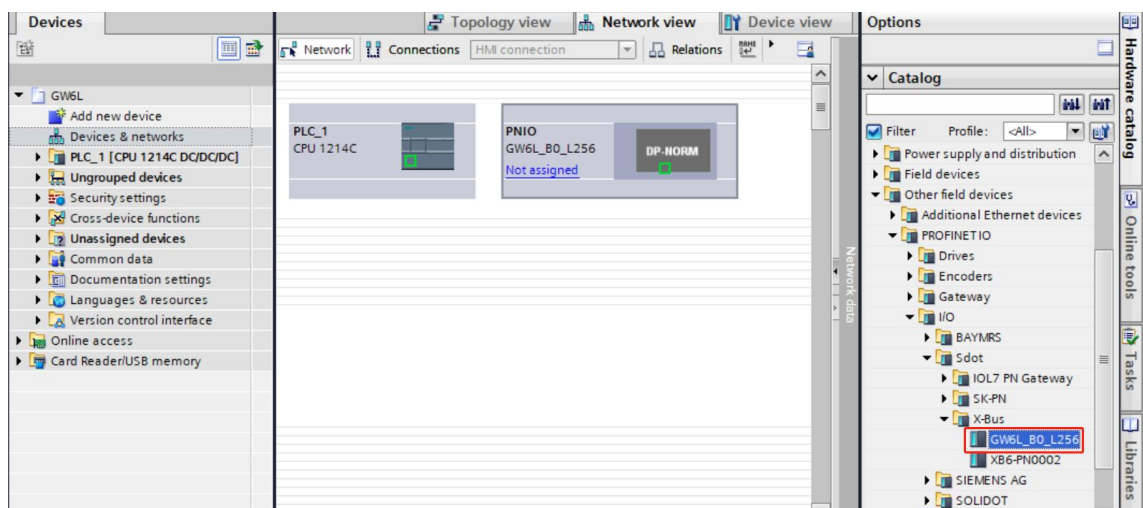 Devices
GW6L
Add new device
Devices & networks
PLC_1 [CPU 1214C DC/DC/DC]
Ungrouped devices
Security settings
Cross-device functions
Unassigned devices
Common data
Documentation settings
Languages & resources
Version control interface
Online access
Card Reader/USB memory
Topology view
Network view
Device view
Network
Connections
HMI connection
Relations
PLC_1
CPU 1214C
PNIO
GW6L_B0_L256
Not assigned
DP-NORM
Network data
Options
Catalog
Filter
Profile:
<All>
Power supply and distribution
Field devices
Other field devices
Additional Ethernet devices
PROFINET IO
Drives
Encoders
Gateway
I/O
BAYMRS
Sdot
IOL7 PN Gateway
SK-PN
X-Bus
GW6L_B0_L256
XB6-PN0002
SIEMENS AG
SOLIDOT
Hardware catalog
Online tools
Tasks
Libraries